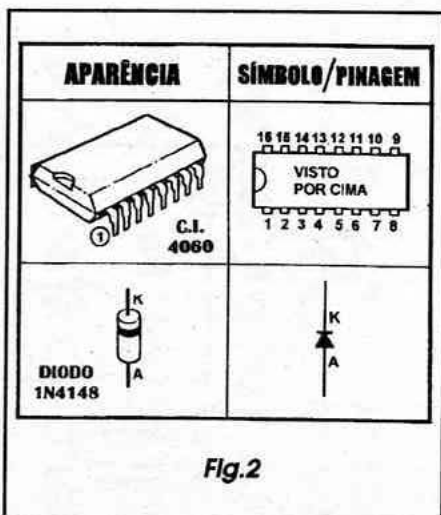 APARÊNCIA
SÍMBOLO/PINAGEM
1
C.I.
4060
16 15 14 13 12 11 10 9
VISTO
POR CIMA
1 2 3 4 5 6 7 8
K
DIODO
1N4148
A
K
A
Fig.2